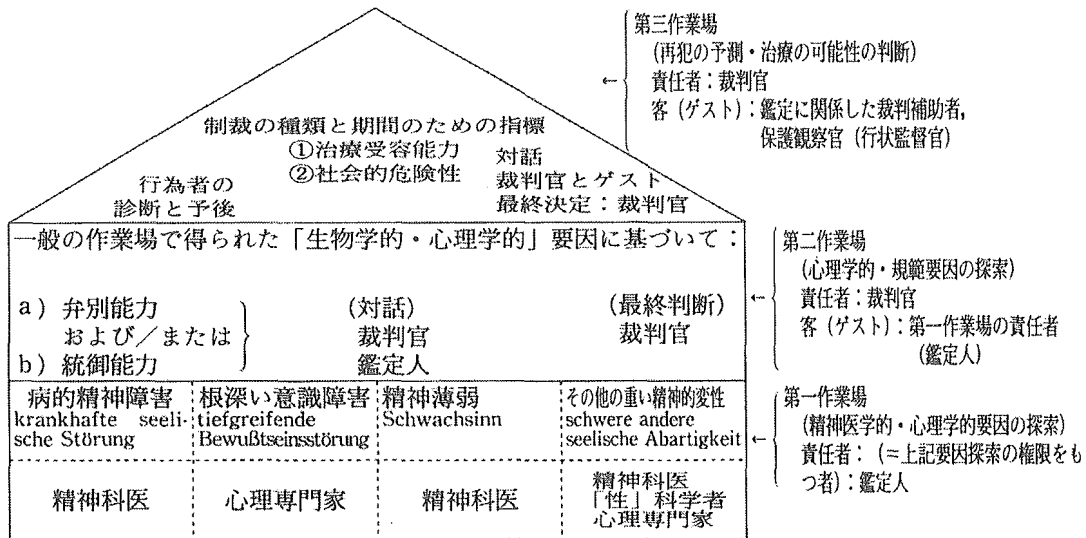 第三作業場
(再犯の予測・治療の可能性の判断)
責任者:裁判官
客(ゲスト):鑑定に関係した裁判補助者,
保護観察官(行状監督官)
←
制裁の種類と期間のための指標
①治療受容能力
②社会的危険性
対話
裁判官とゲスト
最終決定:裁判官
行為者の
診断と予後
一般の作業場で得られた「生物学的・心理学的」要因に基づいて:
a)弁別能力
および/または
b)統御能力
(対話)
裁判官
鑑定人
(最終判断)
裁判官
←
第二作業場
(心理学的・規範要因の探索)
責任者:裁判官
客(ゲスト):第一作業場の責任者
(鑑定人)
病的精神障害
krankhafte seeli-
sche Störung
根深い意識障害
tiefgreifende
Bewußtseinsstörung
精神薄弱
Schwachsinn
その他の重い精神的変性
schwere andere
seelische Abartigkeit
←
第一作業場
(精神医学的・心理学的要因の探索)
責任者:(=上記要因探索の権限をも
つ者):鑑定人
精神科医
心理専門家
精神科医
精神科医
「性」科学者
心理専門家